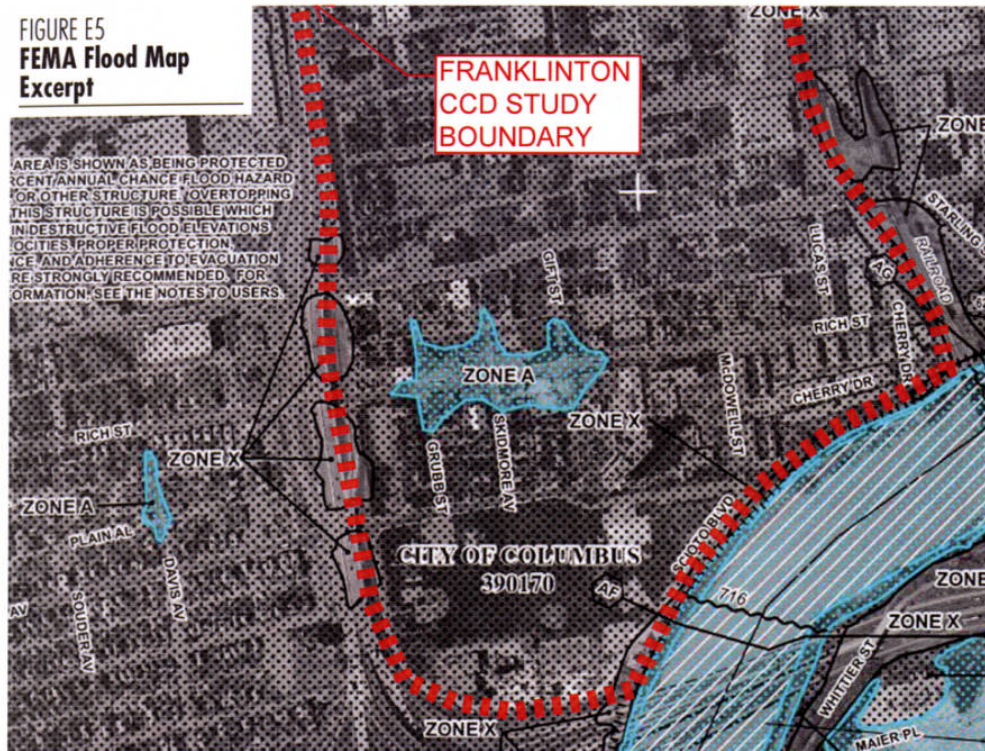 FIGURE E5
FEMA Flood Map
Excerpt
FRANKLINTON
CCD STUDY
BOUNDARY
ZONE X
ZONE
AREA IS SHOWN AS BEING PROTECTED
RCENT ANNUAL CHANCE FLOOD HAZARD
OR OTHER STRUCTURE. OVERTOPPING
THIS STRUCTURE IS POSSIBLE WHICH
IN DESTRUCTIVE FLOOD ELEVATIONS
OCITIES. PROPER PROTECTION,
NCE, AND ADHERENCE TO EVACUATION
RE STRONGLY RECOMMENDED. FOR
ORMATION, SEE THE NOTES TO USERS.
STARLING
RAILROAD
LUCAS ST
AG
GIFT ST
RICH ST
CHERRY DR
CHERRY DR
McDOWELL ST
ZONE A
ZONE X
SKIDMORE AV
GRUBB ST
RICH ST
ZONE X
ZONE A
PLAIN AL
DAVIS AV
SOUDER AV
AV
CITY OF COLUMBUS
390170
SCIOTO BLVD
AF
716
ZONE
ZONE X
WHITTIER ST
MAIER PL
ZONE X